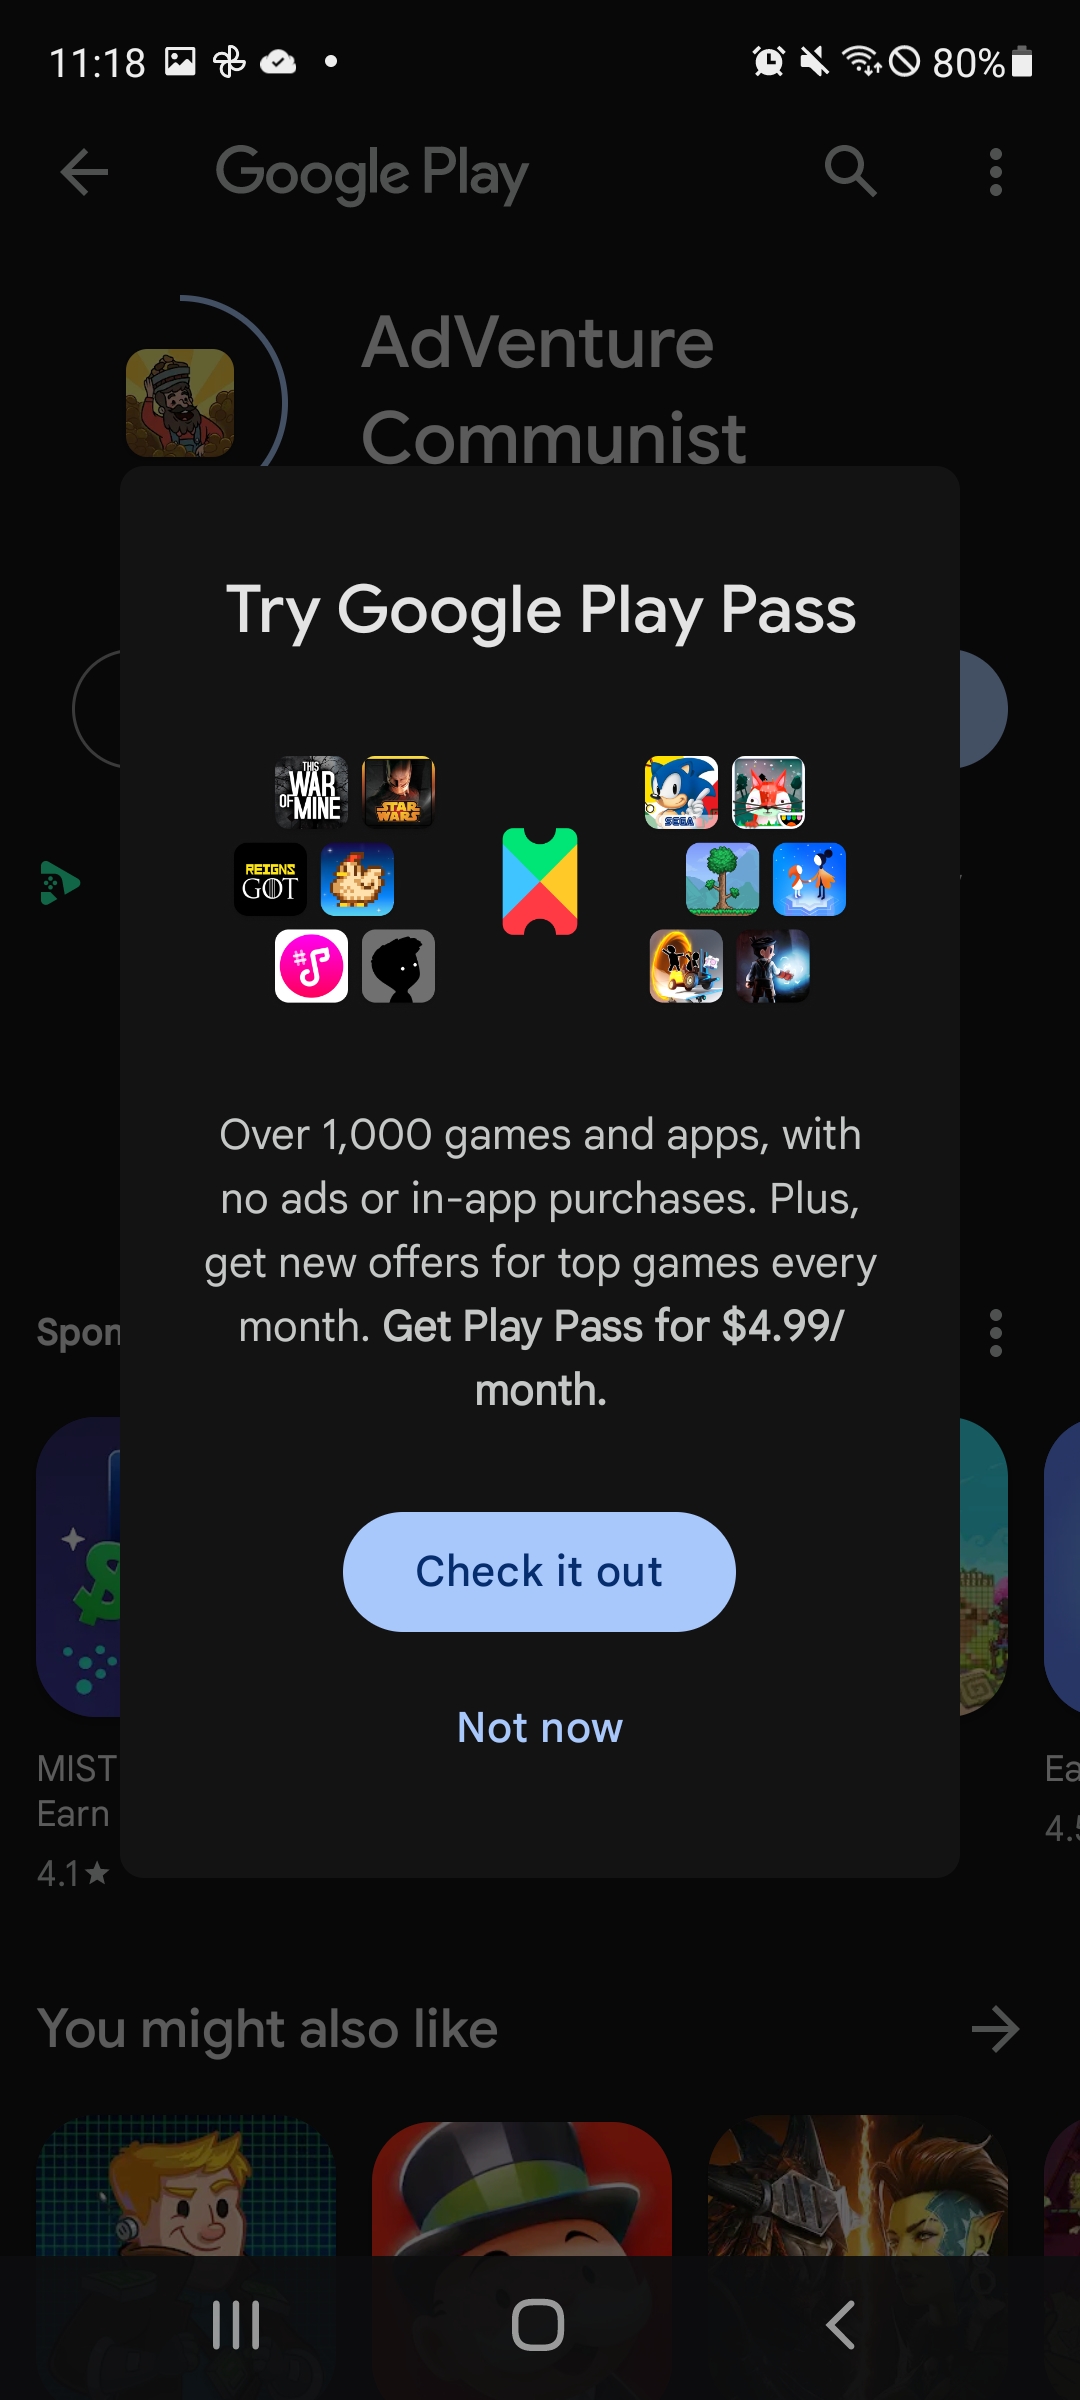 11:18
80%
Google Play
AdVenture
Communist
Try Google Play Pass
THIS
WAR
OF MINE
STAR
WARS
SEGA
REIGNS
GOT
Over 1,000 games and apps, with
no ads or in-app purchases. Plus,
get new offers for top games every
month. Get Play Pass for $4.99/
month.
Spon
Check it out
Not now
MIST
Earn
4.1★
Ea
4.5
You might also like